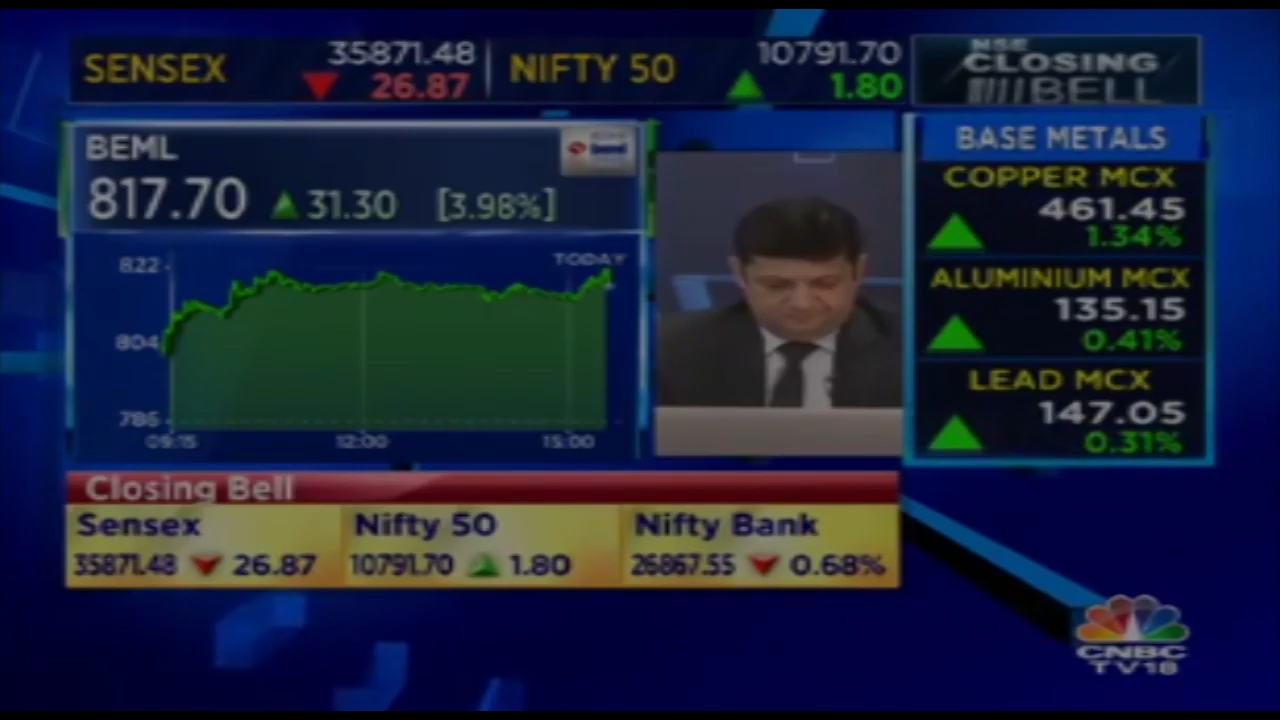 SENSEX 35871.48 ▼ 26.87
NIFTY 50 10791.70 ▲ 1.80
NSE
CLOSING
BELL
BEML
817.70 ▲ 31.30 [3.98%]
TODAY
822
804
786
09:15 12:00 15:00
BASE METALS
COPPER MCX
461.45
▲ 1.34%
ALUMINIUM MCX
135.15
▲ 0.41%
LEAD MCX
147.05
▲ 0.31%
Closing Bell
Sensex Nifty 50 Nifty Bank
35871.48 ▼ 26.87 10791.70 ▲ 1.80 26867.55 ▼ 0.68%
CNBC
TV18